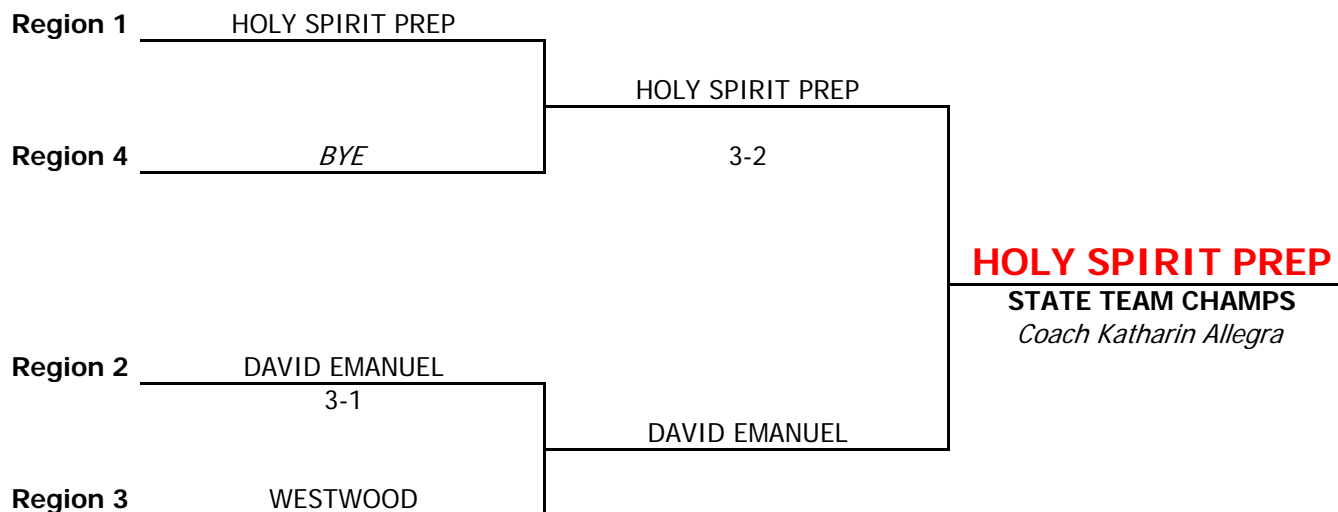 Region 1 HOLY SPIRIT PREP
HOLY SPIRIT PREP
Region 4 BYE 3-2
HOLY SPIRIT PREP
STATE TEAM CHAMPS
Coach Katharin Allegra
Region 2 DAVID EMANUEL
3-1
DAVID EMANUEL
Region 3 WESTWOOD